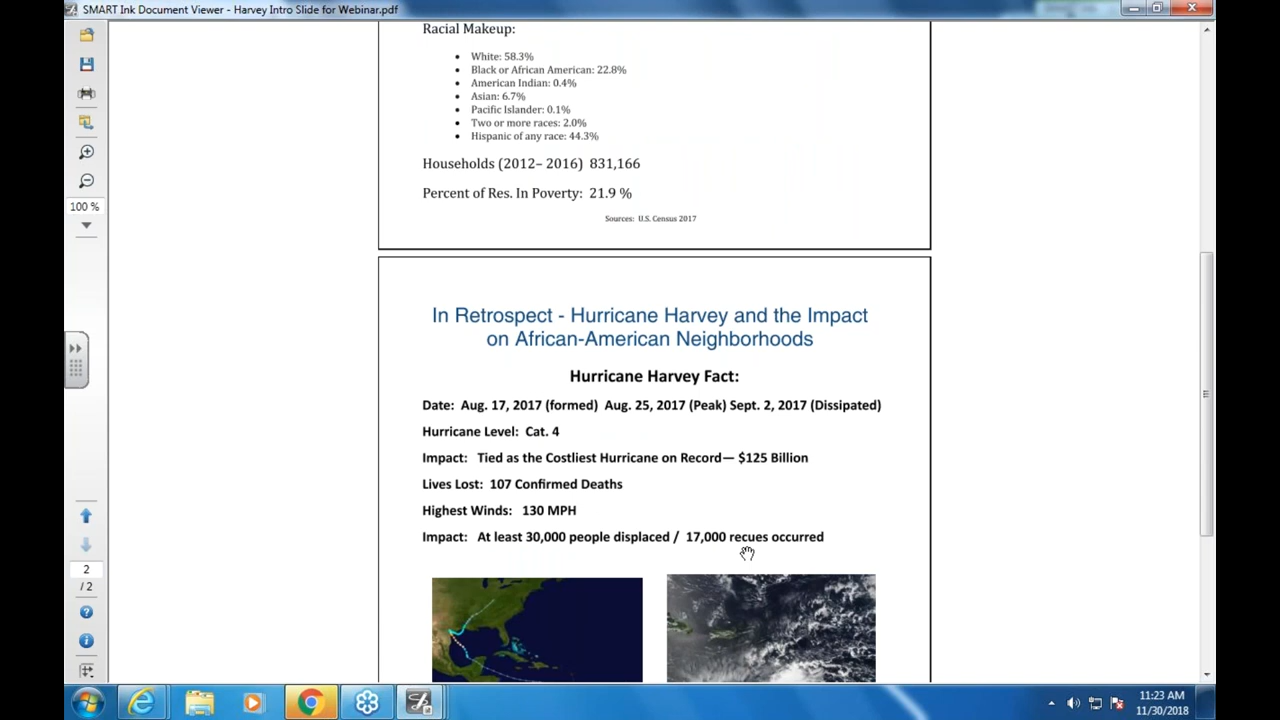 SMART Ink Document Viewer - Harvey Intro Slide for Webinar.pdf
Racial Makeup:
• White: 58.3%
• Black or African American: 22.8%
• American Indian: 0.4%
• Asian: 6.7%
• Pacific Islander: 0.1%
• Two or more races: 2.0%
• Hispanic of any race: 44.3%
Households (2012– 2016) 831,166
Percent of Res. In Poverty: 21.9 %
Sources: U.S. Census 2017
100 %
In Retrospect - Hurricane Harvey and the Impact
on African-American Neighborhoods
Hurricane Harvey Fact:
Date: Aug. 17, 2017 (formed) Aug. 25, 2017 (Peak) Sept. 2, 2017 (Dissipated)
Hurricane Level: Cat. 4
Impact: Tied as the Costliest Hurricane on Record— $125 Billion
Lives Lost: 107 Confirmed Deaths
Highest Winds: 130 MPH
Impact: At least 30,000 people displaced / 17,000 recues occurred
2
/ 2
11:23 AM
11/30/2018